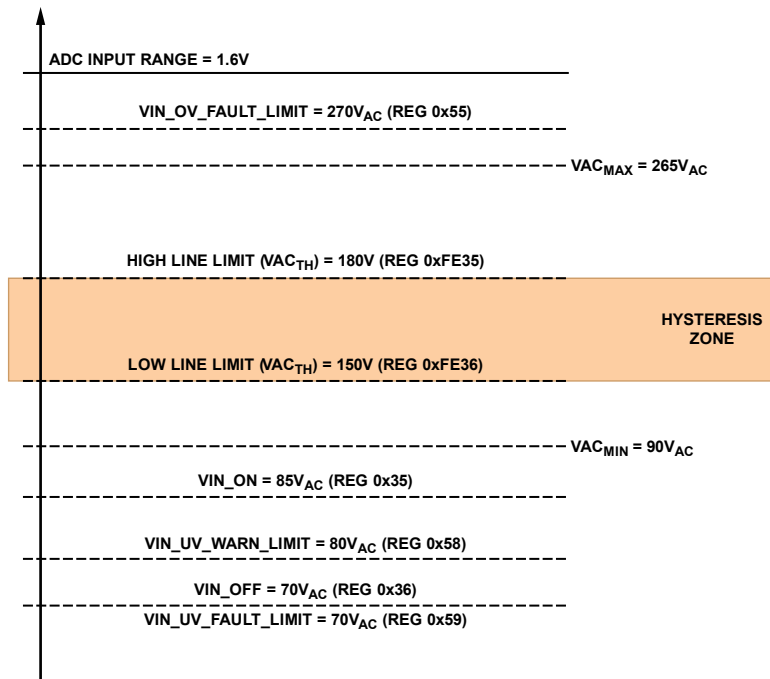 ADC INPUT RANGE = 1.6V
VIN_OV_FAULT_LIMIT = 270VAC (REG 0x55)
VACMAX = 265VAC
HIGH LINE LIMIT (VACTH) = 180V (REG 0xFE35)
HYSTERESIS
ZONE
LOW LINE LIMIT (VACTH) = 150V (REG 0xFE36)
VACMIN = 90VAC
VIN_ON = 85VAC (REG 0x35)
VIN_UV_WARN_LIMIT = 80VAC (REG 0x58)
VIN_OFF = 70VAC (REG 0x36)
VIN_UV_FAULT_LIMIT = 70VAC (REG 0x59)